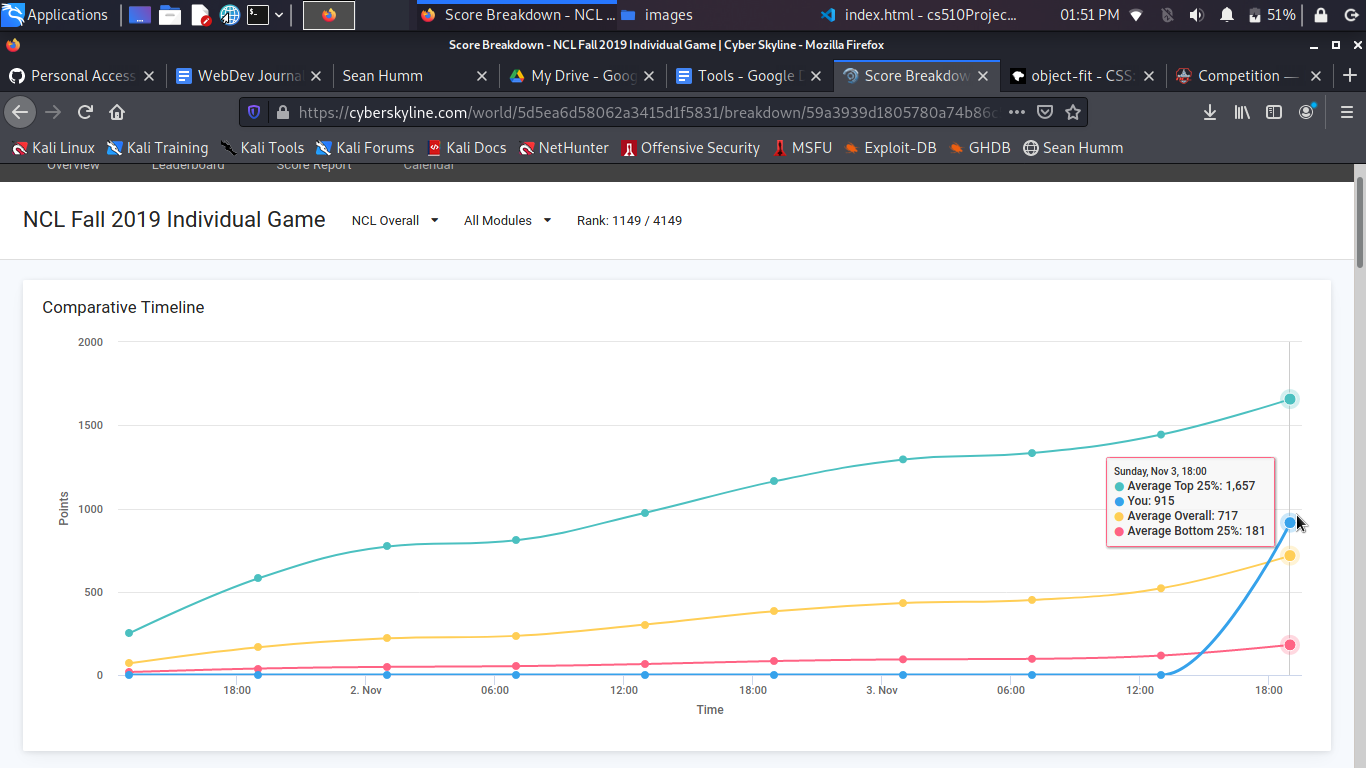 Applications
Score Breakdown - NCL ...
images
index.html - cs510Projec...
01:51 PM
51%
Score Breakdown - NCL Fall 2019 Individual Game | Cyber Skyline - Mozilla Firefox
Personal Access
WebDev Journa
Sean Humm
My Drive - Goog
Tools - Google D
Score Breakdow
object-fit - CSS:
Competition —
https://cyberskyline.com/world/5d5ea6d58062a3415d1f5831/breakdown/59a3939d1805780a74b86c
Kali Linux
Kali Training
Kali Tools
Kali Forums
Kali Docs
NetHunter
Offensive Security
MSFU
Exploit-DB
GHDB
Sean Humm
Overview
Leaderboard
Score Report
Calendar
NCL Fall 2019 Individual Game
NCL Overall
All Modules
Rank: 1149 / 4149
Comparative Timeline
2000
1500
1000
500
0
Points
Sunday, Nov 3, 18:00
Average Top 25%: 1,657
You: 915
Average Overall: 717
Average Bottom 25%: 181
18:00
2. Nov
06:00
12:00
18:00
3. Nov
06:00
12:00
18:00
Time